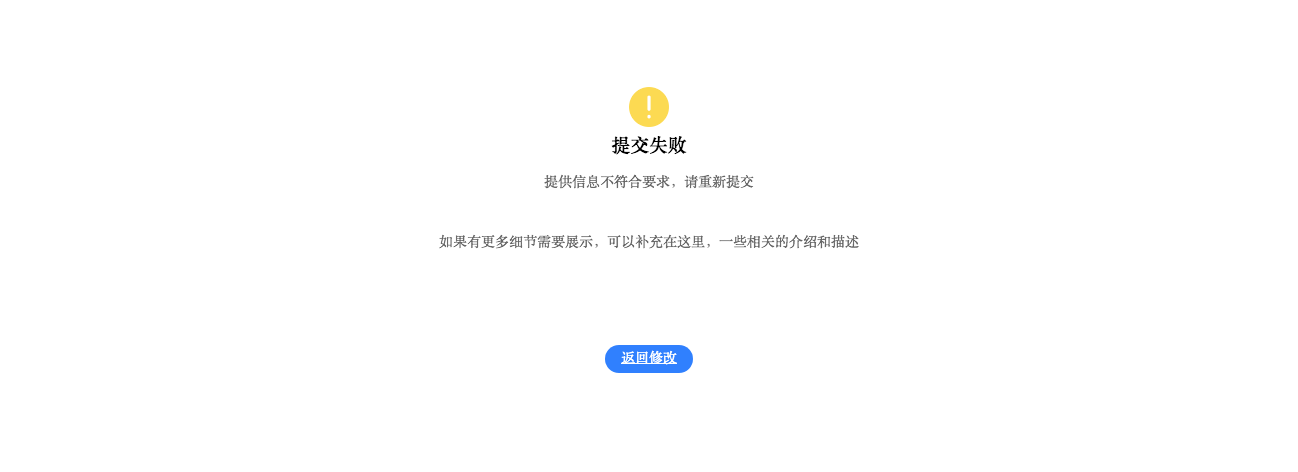 提交失败
提供信息不符合要求，请重新提交
如果有更多细节需要展示，可以补充在这里，一些相关的介绍和描述
返回修改